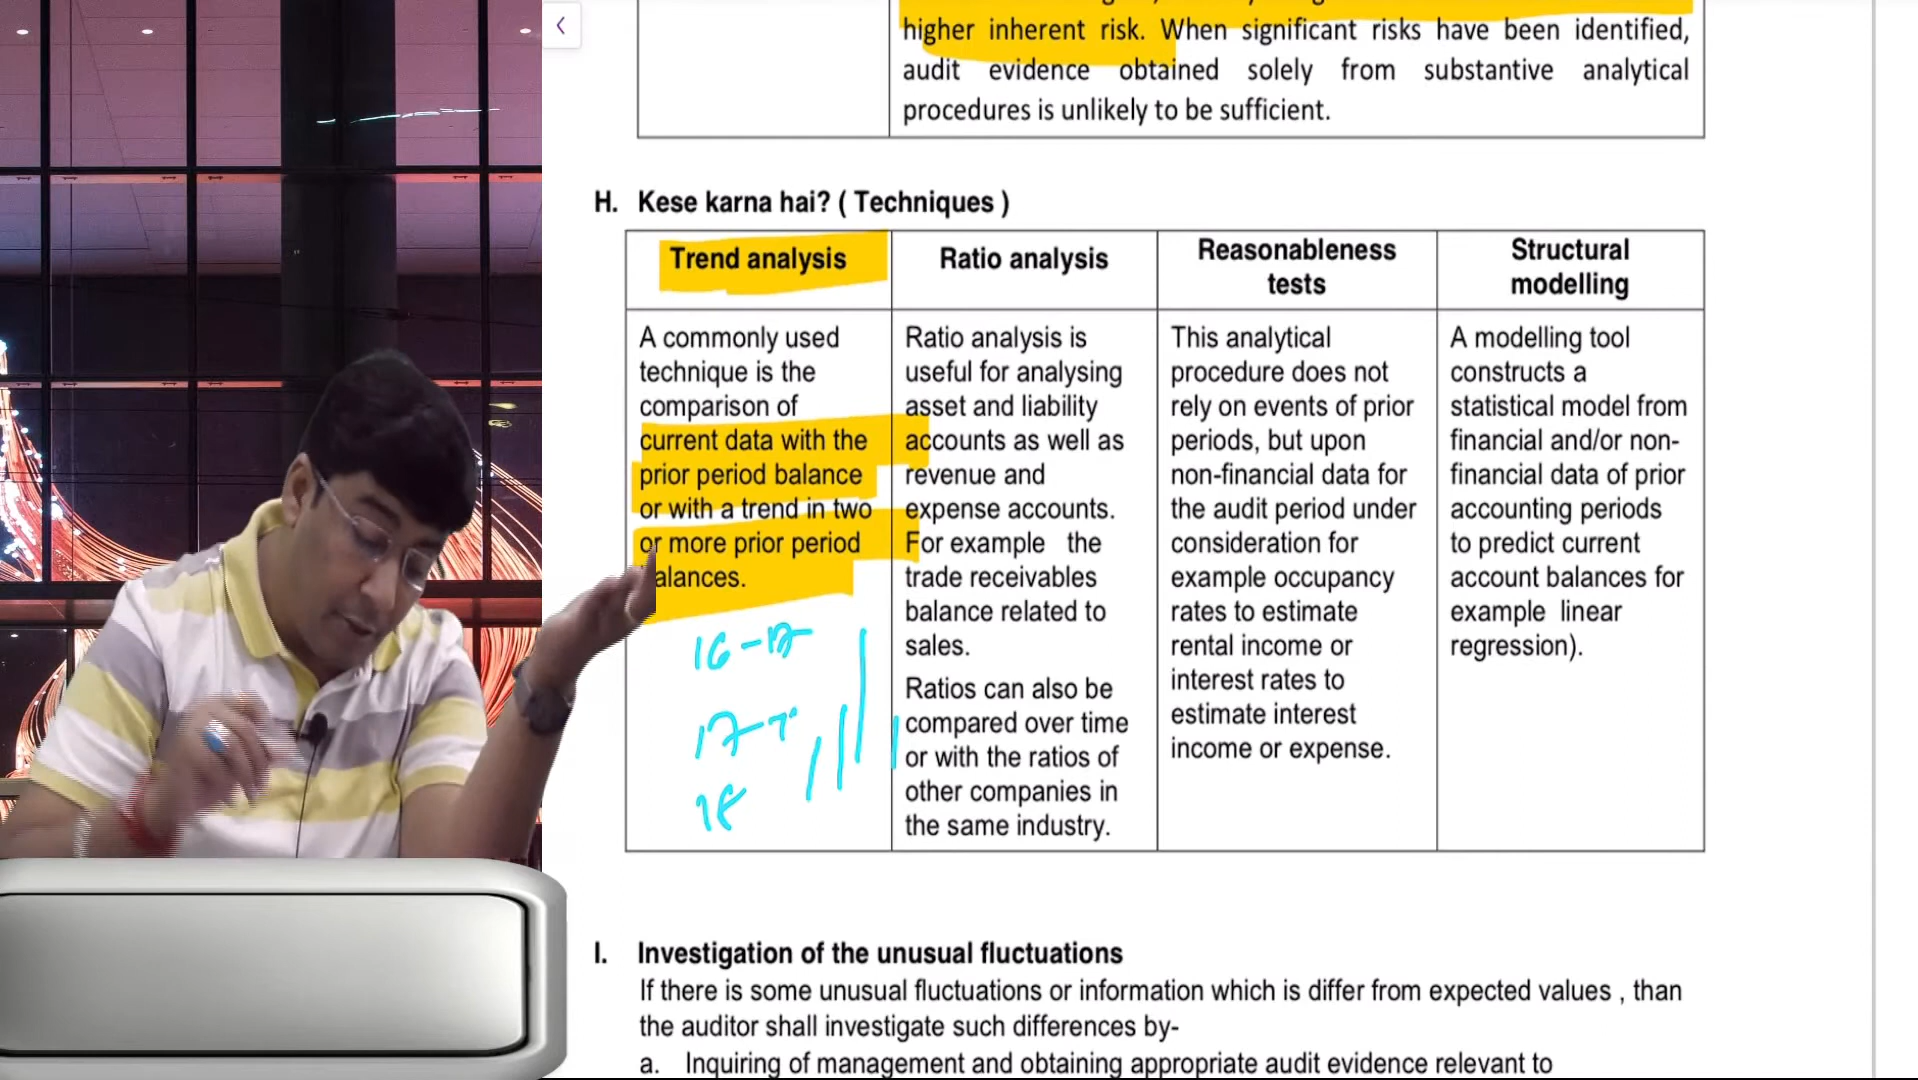 higher inherent risk. When significant risks have been identified,
audit evidence obtained solely from substantive analytical
procedures is unlikely to be sufficient.
H. Kese karna hai? ( Techniques )
Trend analysis
A commonly used
technique is the
comparison of
current data with the
prior period balance
or with a trend in two
or more prior period
alances.
16-17
17-
18
Ratio analysis
Ratio analysis is
useful for analysing
asset and liability
accounts as well as
revenue and
expense accounts.
For example the
trade receivables
balance related to
sales.
Ratios can also be
compared over time
or with the ratios of
other companies in
the same industry.
Reasonableness
tests
This analytical
procedure does not
rely on events of prior
periods, but upon
non-financial data for
the audit period under
consideration for
example occupancy
rates to estimate
rental income or
interest rates to
estimate interest
income or expense.
Structural
modelling
A modelling tool
constructs a
statistical model from
financial and/or non-
financial data of prior
accounting periods
to predict current
account balances for
example linear
regression).
I. Investigation of the unusual fluctuations
If there is some unusual fluctuations or information which is differ from expected values , than
the auditor shall investigate such differences by-
a. Inquiring of management and obtaining appropriate audit evidence relevant to